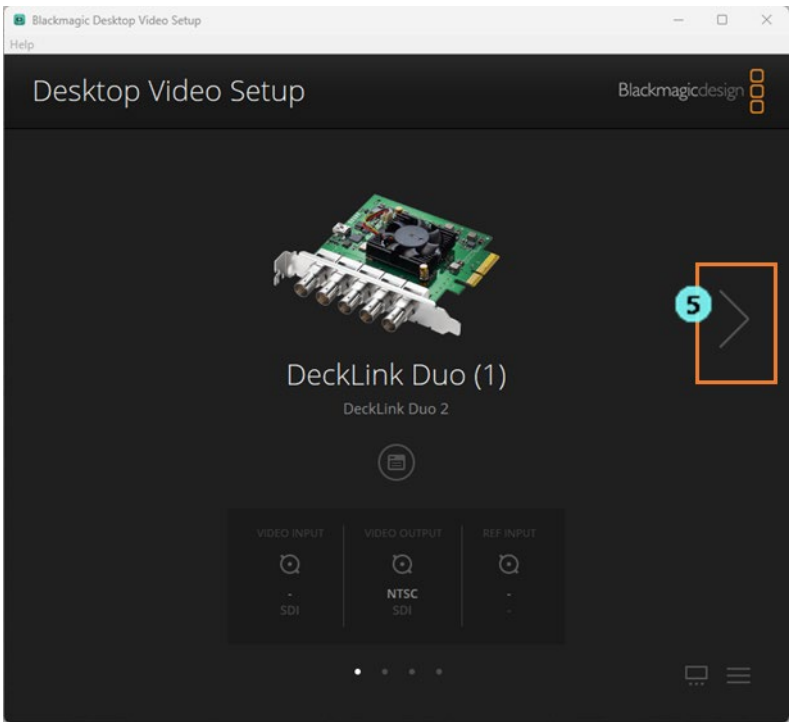 Blackmagic Desktop Video Setup
Help
Desktop Video Setup
Blackmagicdesign
5
DeckLink Duo (1)
DeckLink Duo 2
VIDEO INPUT VIDEO OUTPUT REF INPUT
- NTSC -
SDI SDI -